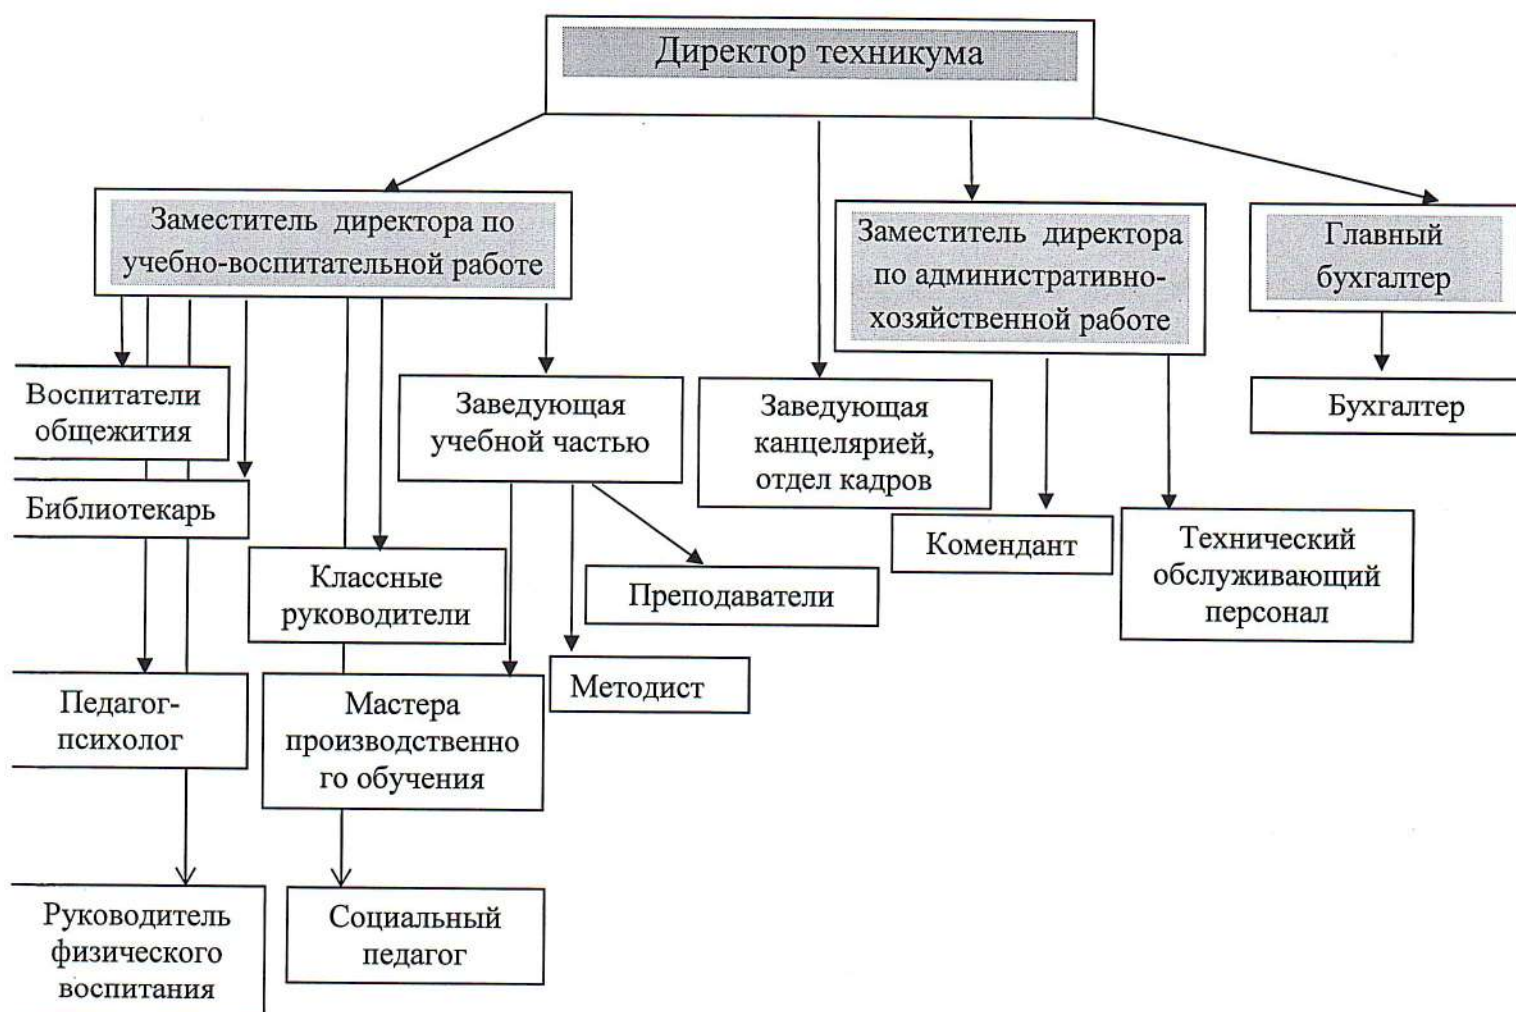 Директор техникума
Заместитель директора по
учебно-воспитательной работе
Заместитель директора
по административно-
хозяйственной работе
Главный
бухгалтер
Воспитатели
общежития
Заведующая
учебной частью
Заведующая
канцелярией,
отдел кадров
Бухгалтер
Библиотекарь
Комендант
Технический
обслуживающий
персонал
Классные
руководители
Преподаватели
Методист
Педагог-
психолог
Мастера
производственно
го обучения
Руководитель
физического
воспитания
Социальный
педагог